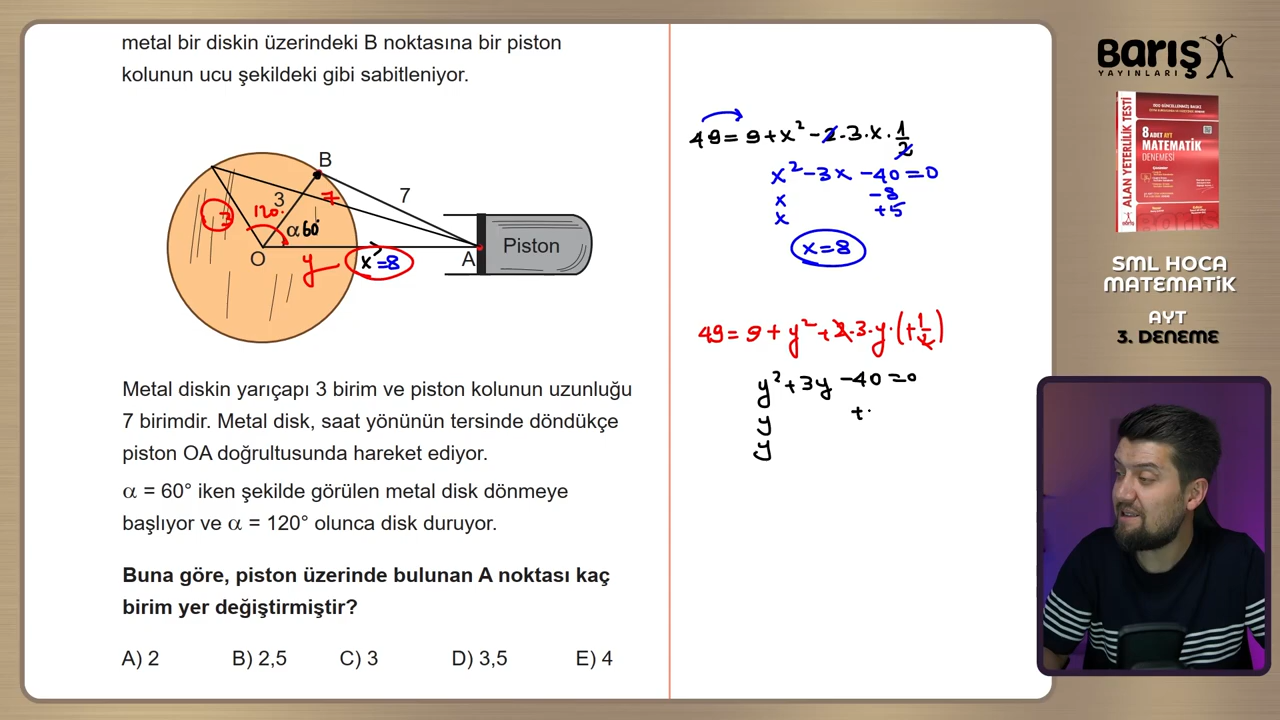 metal bir diskin üzerindeki B noktasına bir piston
kolunun ucu şekildeki gibi sabitleniyor.
B
3
7
7
3
120°
α 60°
O
y
x=8
A
Piston
Metal diskin yarıçapı 3 birim ve piston kolunun uzunluğu
7 birimdir. Metal disk, saat yönünün tersinde döndükçe
piston OA doğrultusunda hareket ediyor.
α = 60° iken şekilde görülen metal disk dönmeye
başlıyor ve α = 120° olunca disk duruyor.
Buna göre, piston üzerinde bulunan A noktası kaç
birim yer değiştirmiştir?
A) 2 B) 2,5 C) 3 D) 3,5 E) 4
49 = 9 + x² - 2·3·x·1/2
x² - 3x - 40 = 0
x -8
x +5
x = 8
49 = 9 + y² + 2·3·y·(+1/2)
y² + 3y - 40 = 0
y +
y
BARIŞ
YAYINLARI
ALAN YETERLİLİK TESTİ
8 ADET AYT
MATEMATİK
DENEMESİ
SML HOCA
MATEMATİK
AYT
3. DENEME